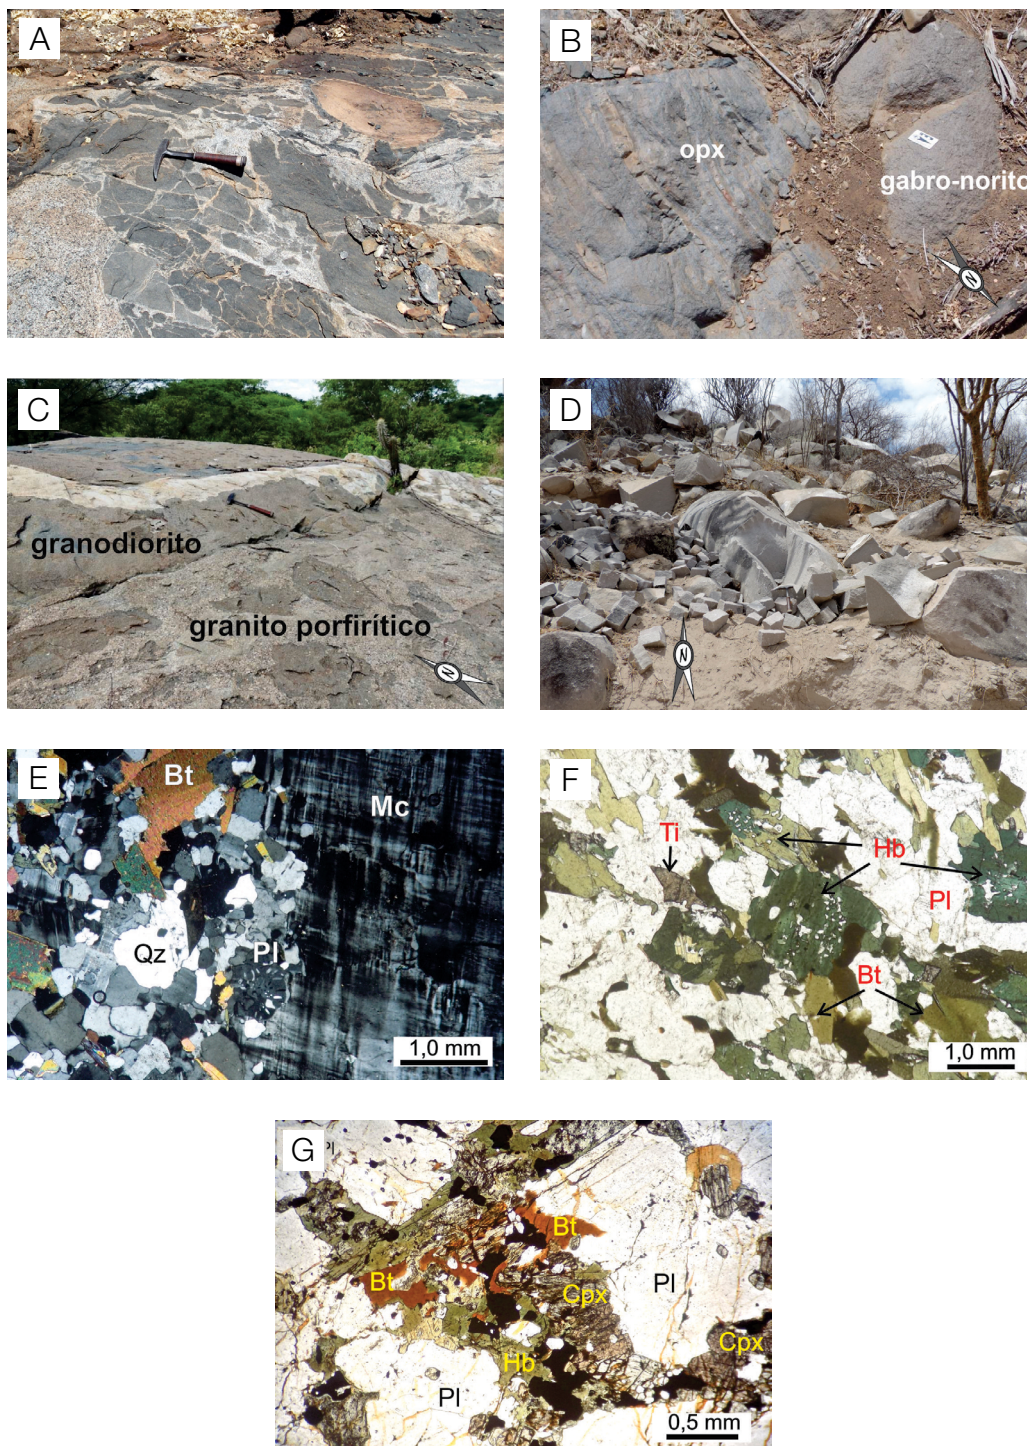 A
B
opx
gabro-norito
N
C
granodiorito
granito porfirítico
N
D
N
E
Bt
Mc
Qz
Pl
1,0 mm
F
Ti
Hb
Pl
Bt
1,0 mm
G
Pl
Bt
Bt
Cpx
Pl
Cpx
Hb
Pl
0,5 mm